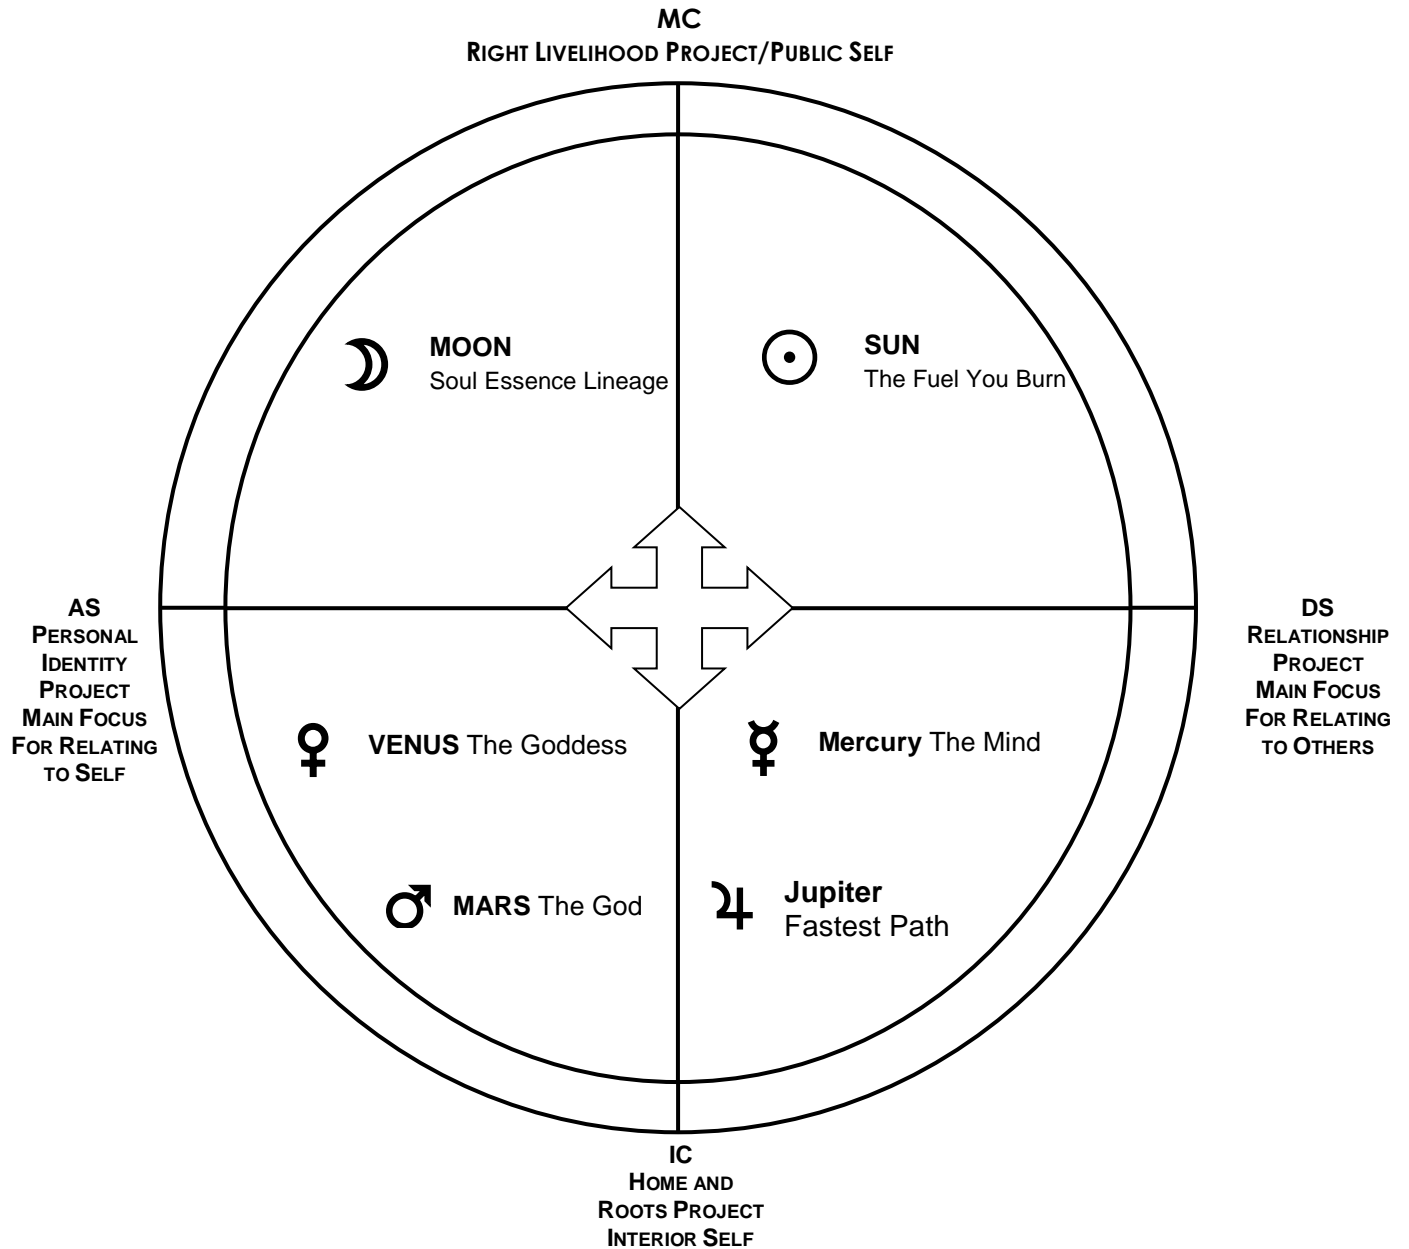 MC
RIGHT LIVELIHOOD PROJECT/PUBLIC SELF
MOON
Soul Essence Lineage
SUN
The Fuel You Burn
AS
PERSONAL
IDENTITY
PROJECT
MAIN FOCUS
FOR RELATING
TO SELF
DS
RELATIONSHIP
PROJECT
MAIN FOCUS
FOR RELATING
TO OTHERS
VENUS The Goddess
Mercury The Mind
MARS The God
Jupiter
Fastest Path
IC
HOME AND
ROOTS PROJECT
INTERIOR SELF